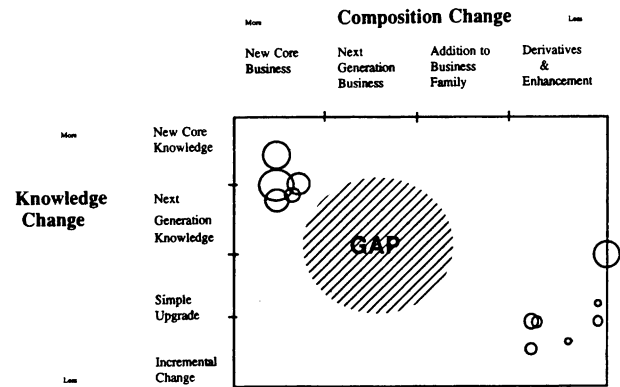 More Composition Change Less
New Core Next Addition to Derivatives
Business Generation Business &
Business Family Enhancement
More
New Core
Knowledge
Knowledge
Change
Next
Generation
Knowledge
GAP
Simple
Upgrade
Incremental
Change
Less